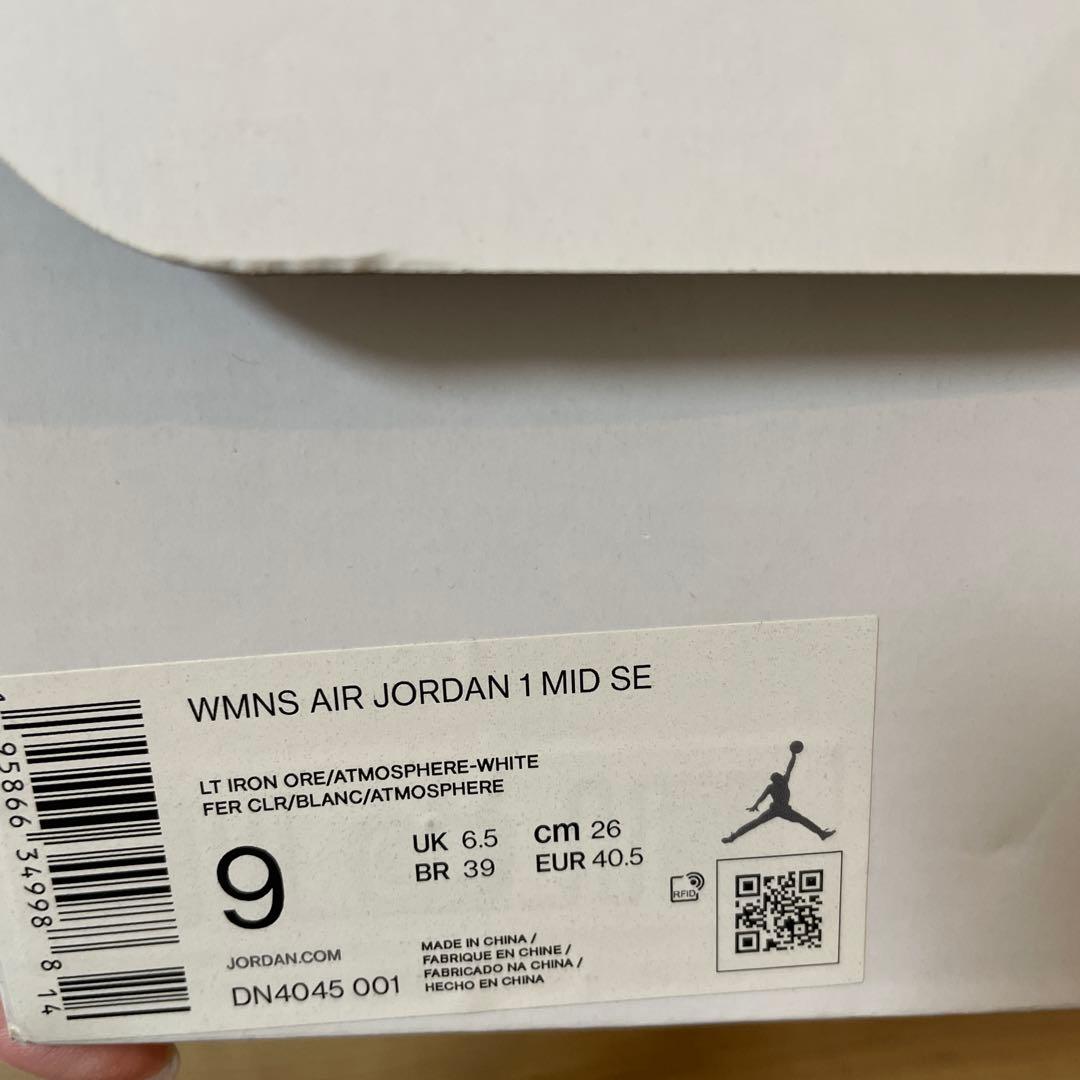 WMNS AIR JORDAN 1 MID SE
LT IRON ORE/ATMOSPHERE-WHITE
FER CLR/BLANC/ATMOSPHERE
9
UK 6.5 cm 26
BR 39 EUR 40.5
RFID
JORDAN.COM
DN4045 001
MADE IN CHINA /
FABRIQUE EN CHINE /
FABRICADO NA CHINA /
HECHO EN CHINA
1 95866 34998 8 14